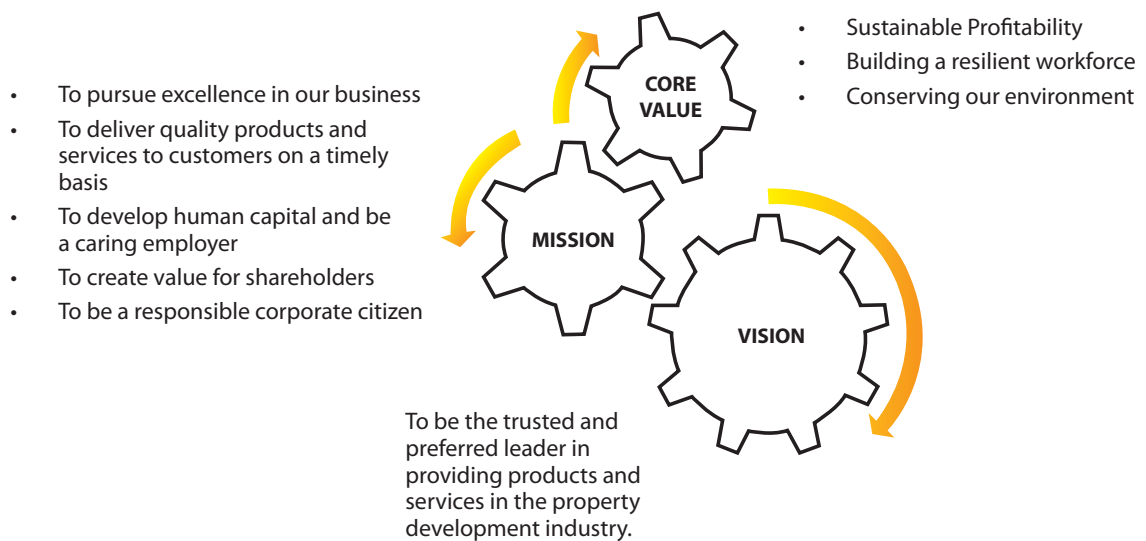 • To pursue excellence in our business
• To deliver quality products and
services to customers on a timely
basis
• To develop human capital and be
a caring employer
• To create value for shareholders
• To be a responsible corporate citizen
CORE
VALUE
• Sustainable Profitability
• Building a resilient workforce
• Conserving our environment
MISSION
VISION
To be the trusted and
preferred leader in
providing products and
services in the property
development industry.